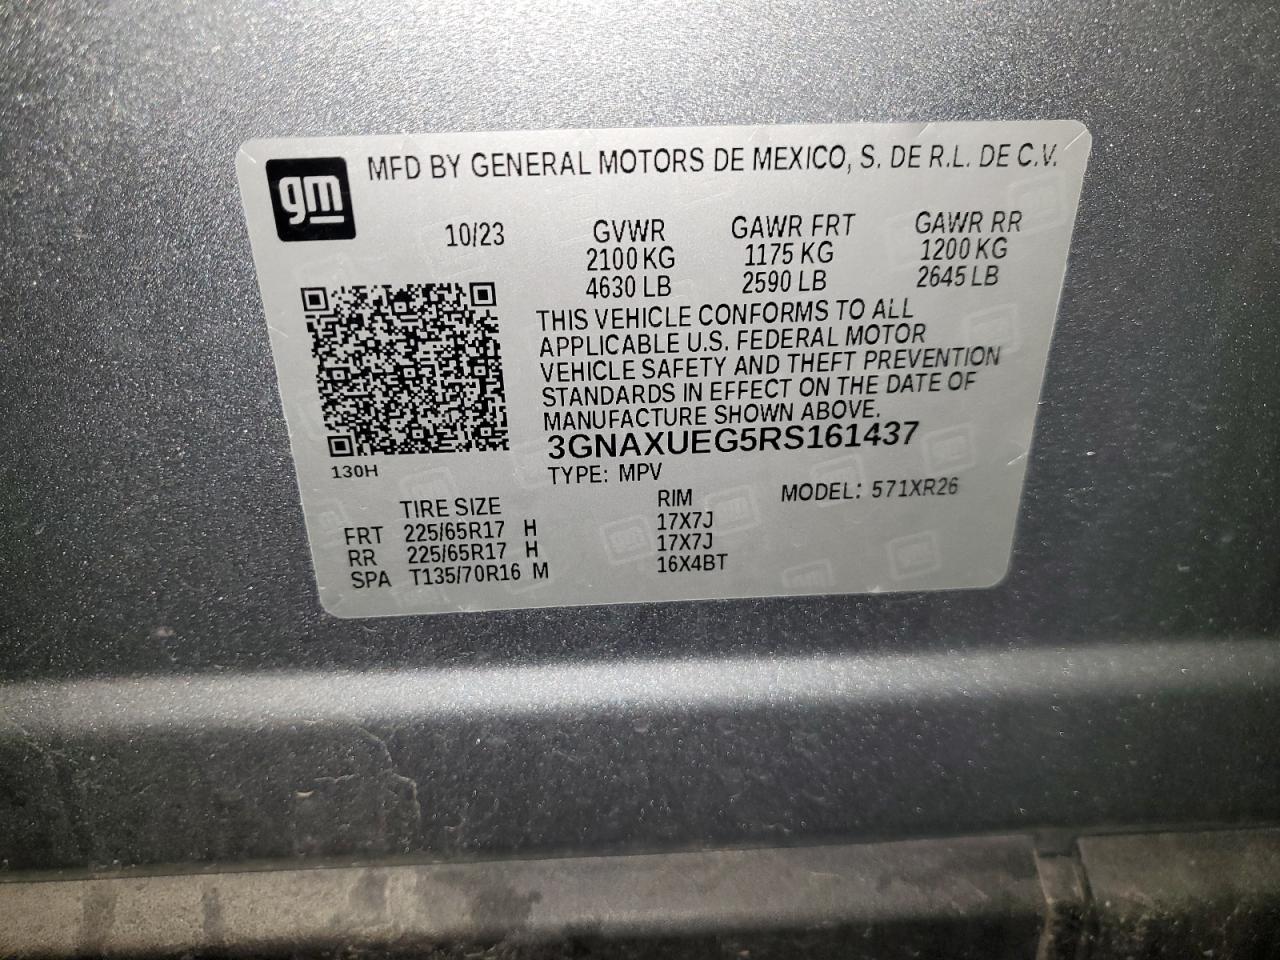 gm
MFD BY GENERAL MOTORS DE MEXICO, S. DE R.L. DE C.V.
10/23 GVWR GAWR FRT GAWR RR
2100 KG 1175 KG 1200 KG
4630 LB 2590 LB 2645 LB
THIS VEHICLE CONFORMS TO ALL
APPLICABLE U.S. FEDERAL MOTOR
VEHICLE SAFETY AND THEFT PREVENTION
STANDARDS IN EFFECT ON THE DATE OF
MANUFACTURE SHOWN ABOVE.
3GNAXUEG5RS161437
130H
TYPE: MPV MODEL: 571XR26
TIRE SIZE RIM
FRT 225/65R17 H 17X7J
RR 225/65R17 H 17X7J
SPA T135/70R16 M 16X4BT